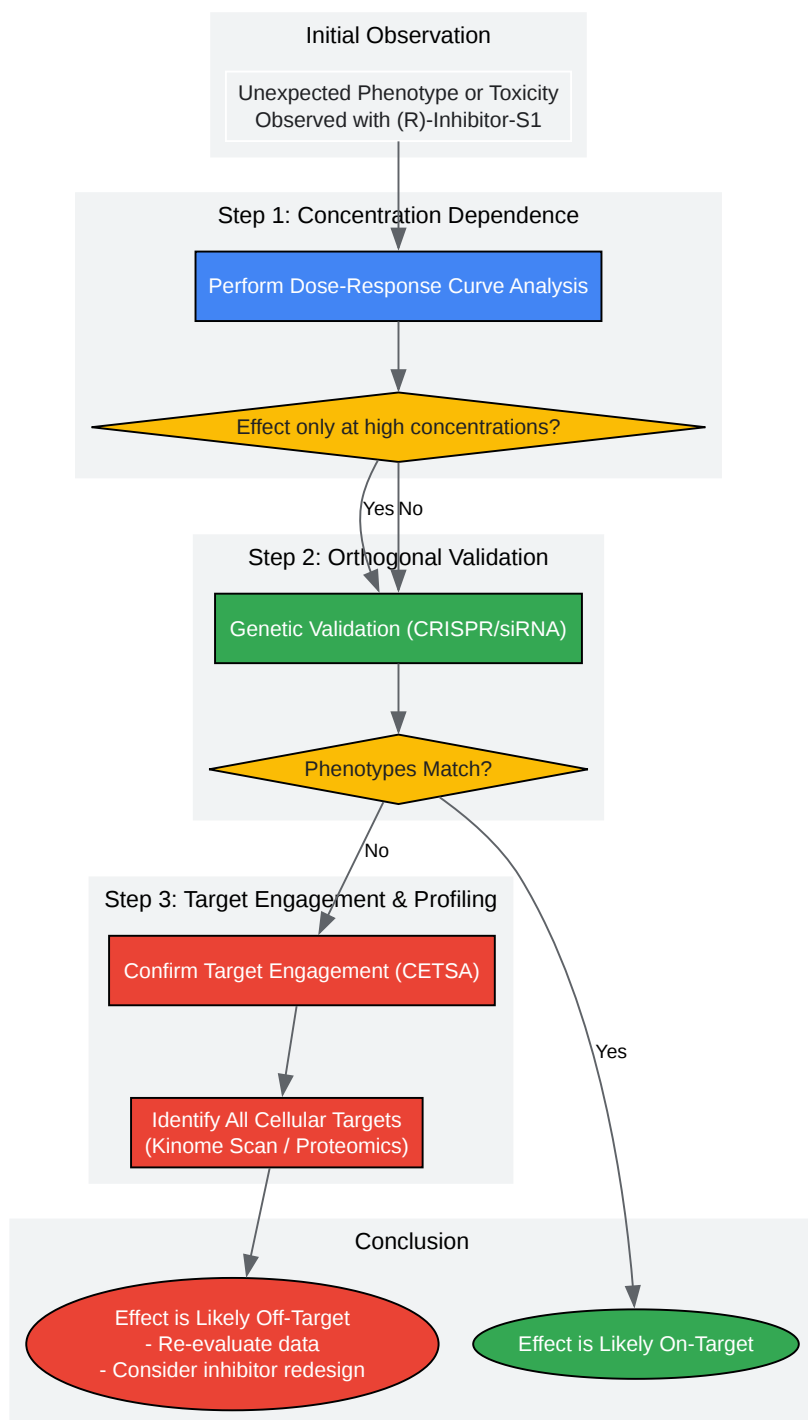 Initial Observation
Unexpected Phenotype or Toxicity
Observed with (R)-Inhibitor-S1
Step 1: Concentration Dependence
Perform Dose-Response Curve Analysis
Effect only at high concentrations?
Yes
No
Step 2: Orthogonal Validation
Genetic Validation (CRISPR/siRNA)
Phenotypes Match?
No
Step 3: Target Engagement & Profiling
Confirm Target Engagement (CETSA)
Yes
Identify All Cellular Targets
(Kinome Scan / Proteomics)
Conclusion
Effect is Likely Off-Target
- Re-evaluate data
- Consider inhibitor redesign
Effect is Likely On-Target